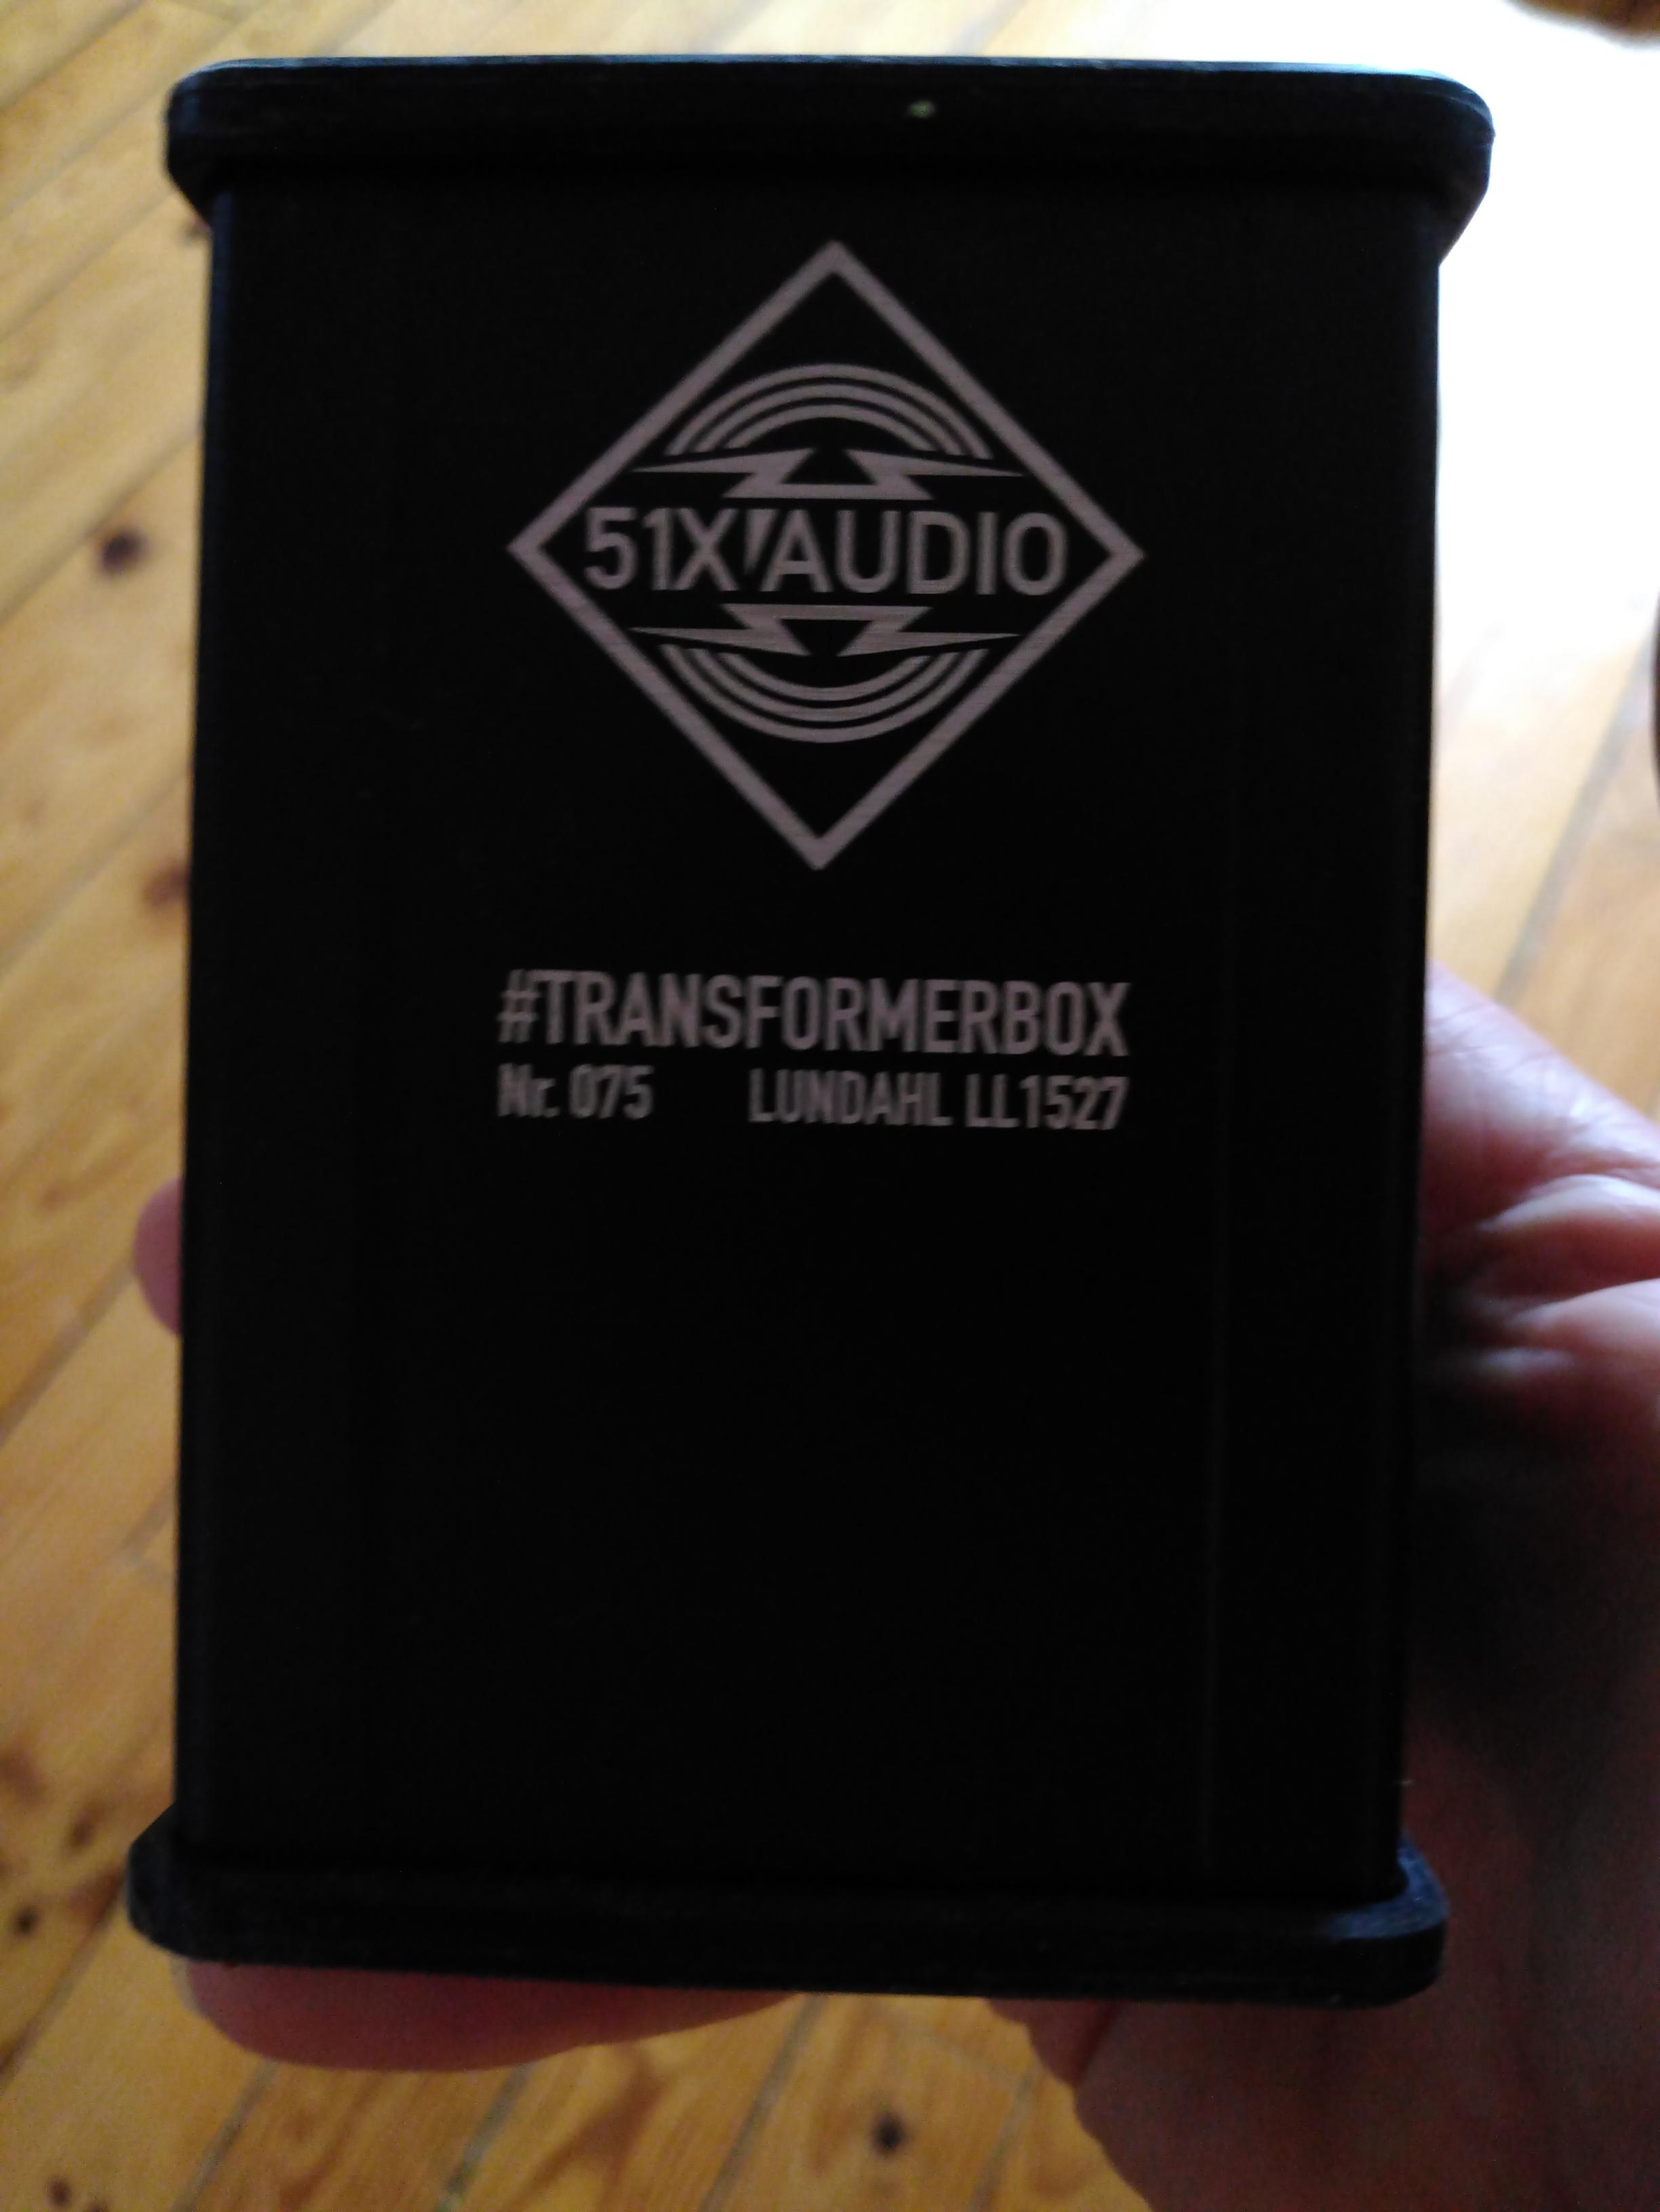 51X'AUDIO
#TRANSFORMERBOX
Nr. 075 LUNDAHL LL1527